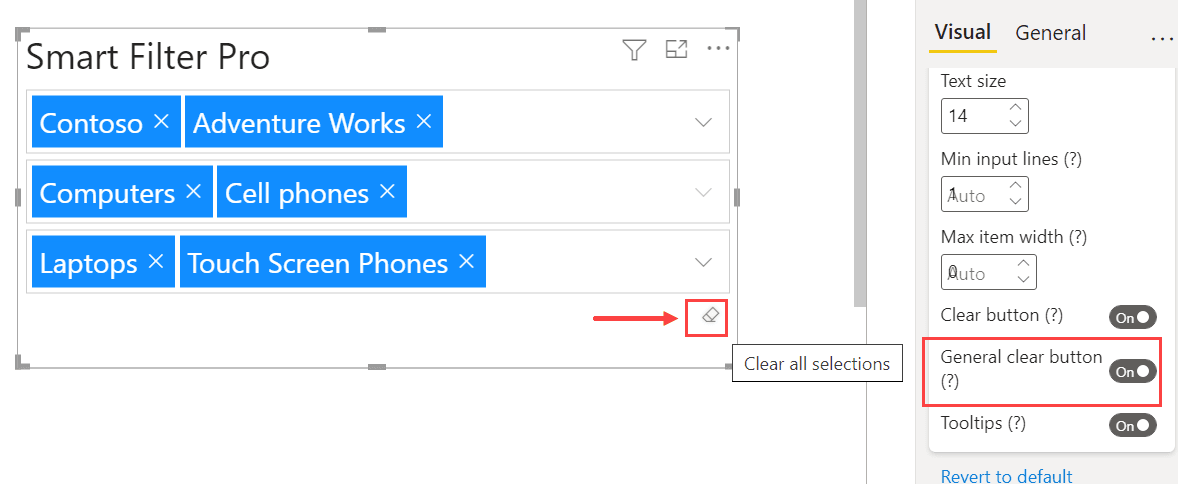 Smart Filter Pro
Contoso × Adventure Works ×
Computers × Cell phones ×
Laptops × Touch Screen Phones ×
Clear all selections
Visual General
Text size
14
Min input lines (?)
1 Auto
Max item width (?)
0 Auto
Clear button (?) On
General clear button
(?) On
Tooltips (?) On
Revert to default